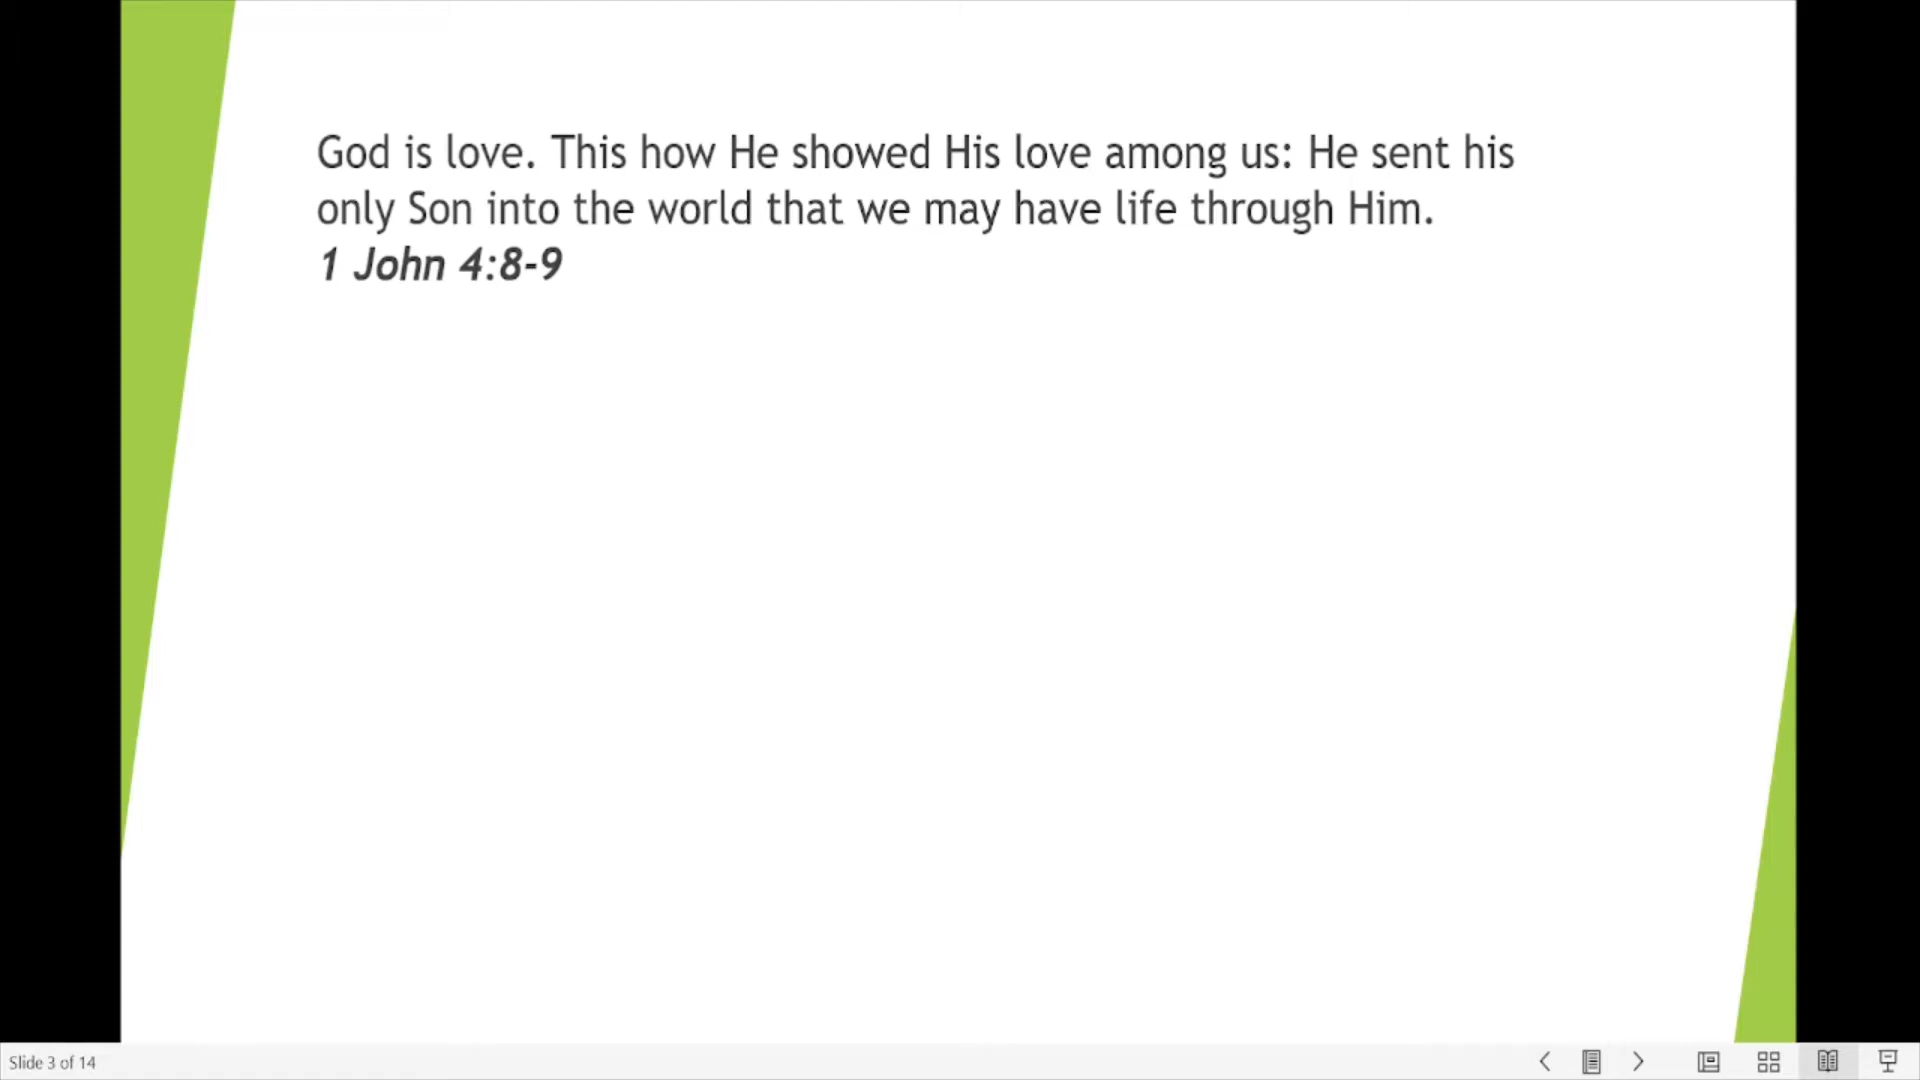 God is love. This how He showed His love among us: He sent his
only Son into the world that we may have life through Him.
1 John 4:8-9
Slide 3 of 14